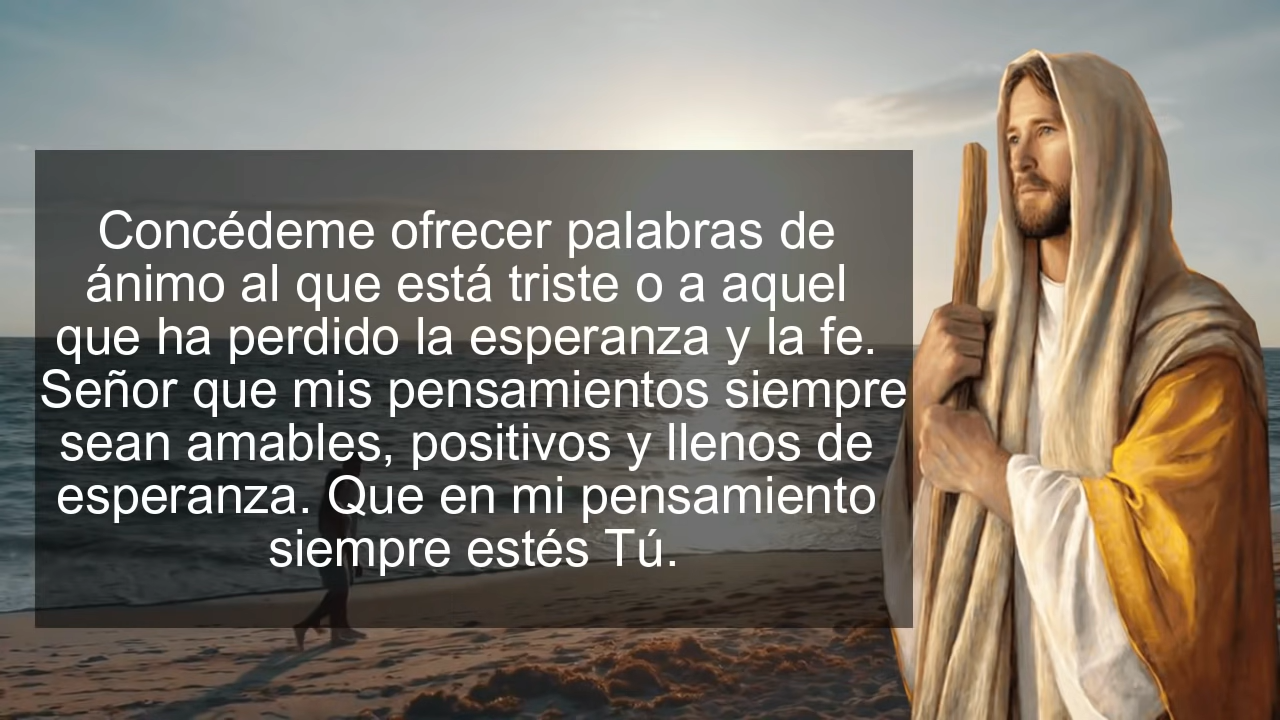 Concédeme ofrecer palabras de
ánimo al que está triste o a aquel
que ha perdido la esperanza y la fe.
Señor que mis pensamientos siempre
sean amables, positivos y llenos de
esperanza. Que en mi pensamiento
siempre estés Tú.